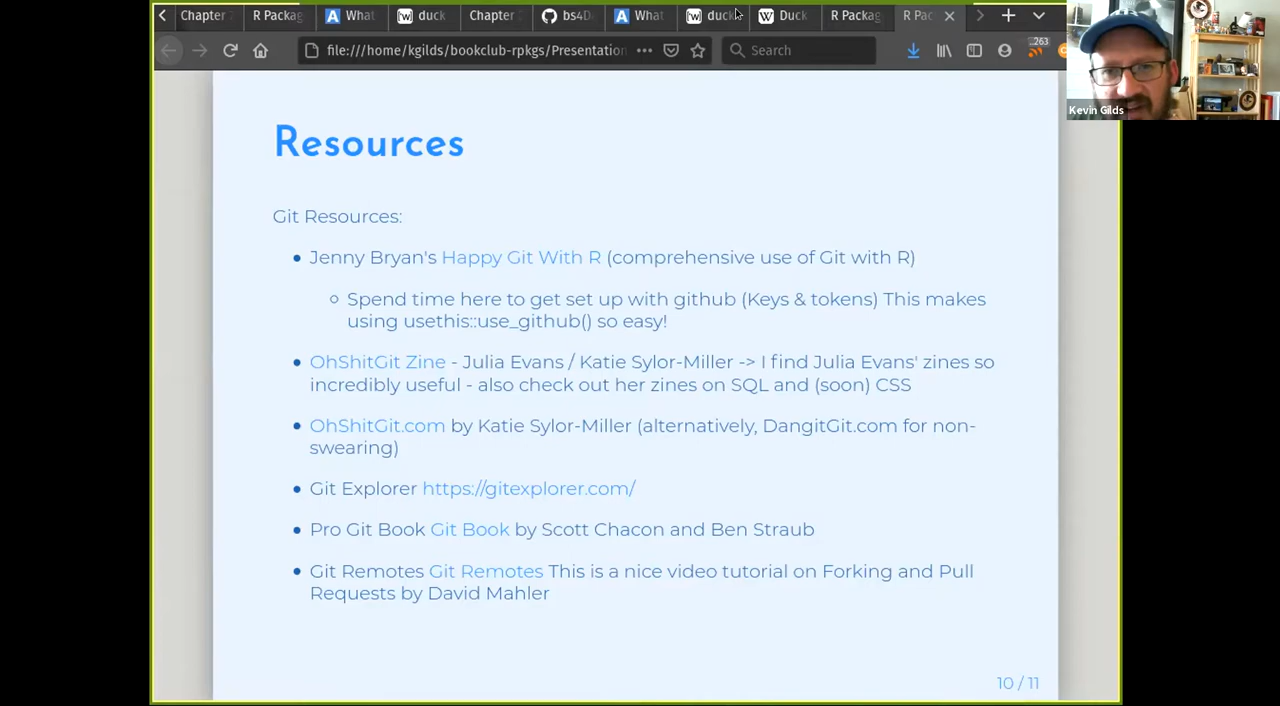 Chapter
R Packag
What
duck
Chapter
bs4D
What
duck
Duck
R Packag
R Pac
file:///home/kgilds/bookclub-rpkgs/Presentation
Search
263
Kevin Gilds
Resources
Git Resources:
Jenny Bryan's Happy Git With R (comprehensive use of Git with R)
Spend time here to get set up with github (Keys & tokens) This makes
using usethis::use_github() so easy!
OhShitGit Zine - Julia Evans / Katie Sylor-Miller -> I find Julia Evans' zines so
incredibly useful - also check out her zines on SQL and (soon) CSS
OhShitGit.com by Katie Sylor-Miller (alternatively, DangitGit.com for non-
swearing)
Git Explorer https://gitexplorer.com/
Pro Git Book Git Book by Scott Chacon and Ben Straub
Git Remotes Git Remotes This is a nice video tutorial on Forking and Pull
Requests by David Mahler
10 / 11